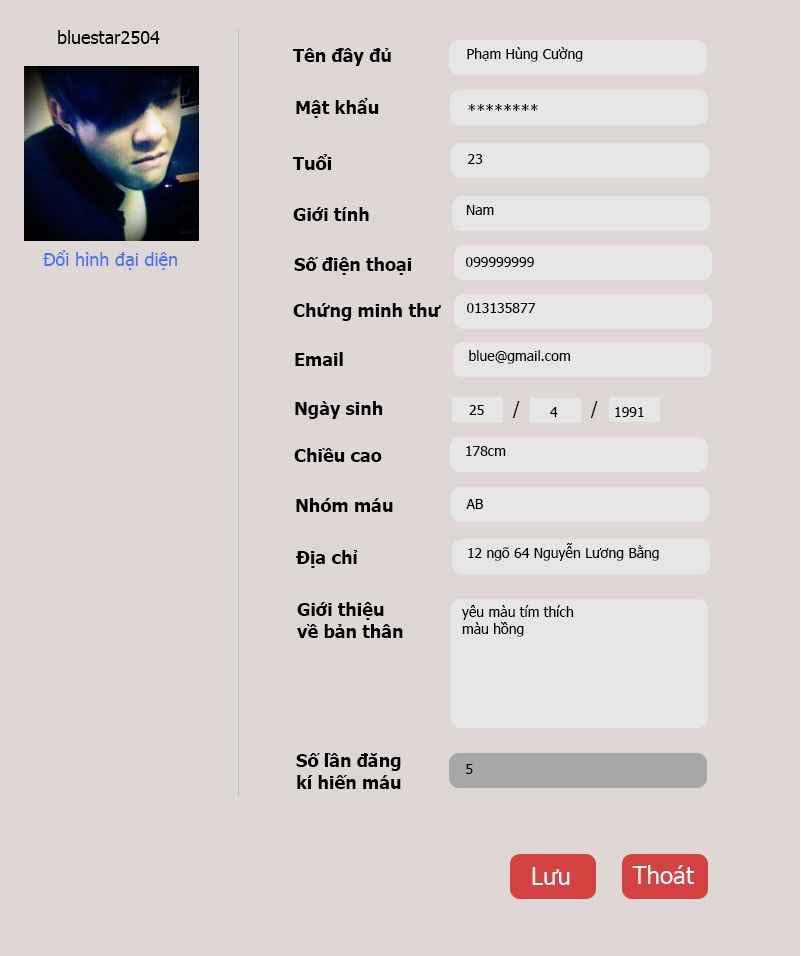 bluestar2504
Đổi hình đại diện
Tên đây đủ
Phạm Hùng Cường
Mật khẩu
********
Tuổi
23
Giới tính
Nam
Số điện thoại
099999999
Chứng minh thư
013135877
Email
blue@gmail.com
Ngày sinh
25 / 4 / 1991
Chiều cao
178cm
Nhóm máu
AB
Địa chỉ
12 ngõ 64 Nguyễn Lương Bằng
Giới thiệu
về bản thân
yêu màu tím thích
màu hồng
Số lần đăng
kí hiến máu
5
Lưu
Thoát